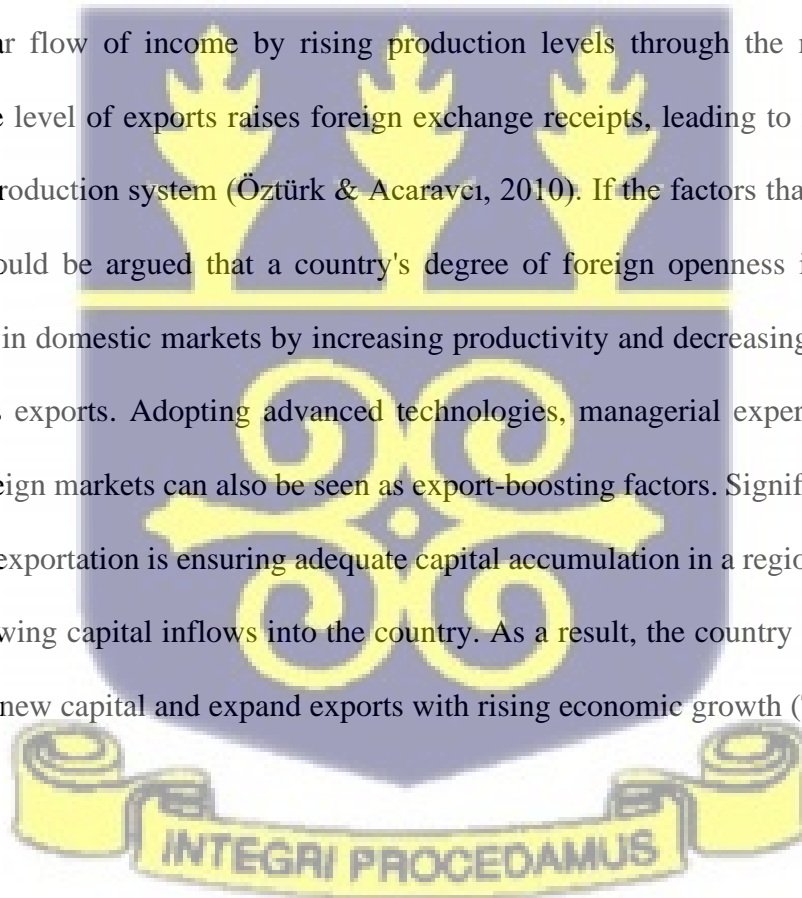 ar flow of income by rising production levels through the
level of exports raises foreign exchange receipts, leading to
roduction system (Öztürk & Acaravcı, 2010). If the factors tha
ould be argued that a country's degree of foreign openness i
in domestic markets by increasing productivity and decreasing
s exports. Adopting advanced technologies, managerial exper
eign markets can also be seen as export-boosting factors. Signif
exportation is ensuring adequate capital accumulation in a regio
wing capital inflows into the country. As a result, the country
new capital and expand exports with rising economic growth (
INTEGRI PROCEDAMUS